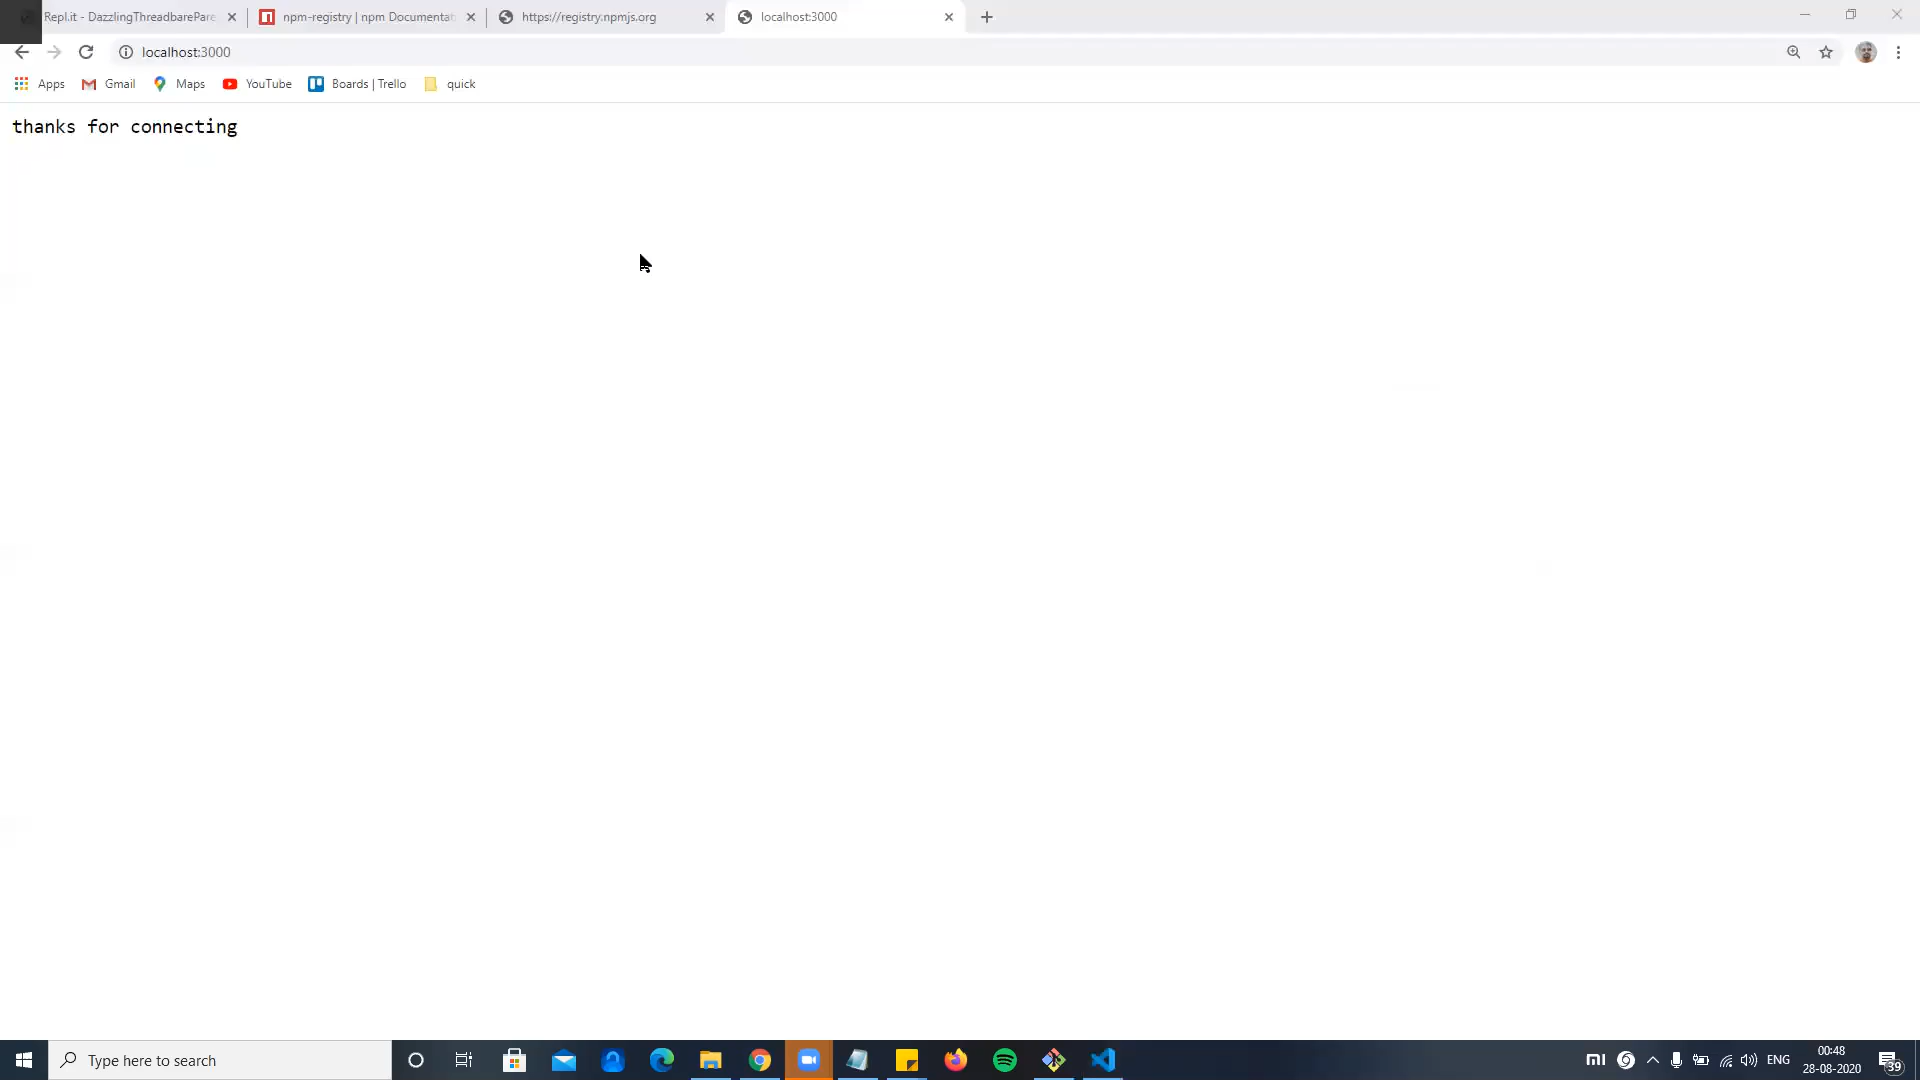 Repl.it - DazzlingThreadbarePare
npm-registry | npm Documentat
https://registry.npmjs.org
localhost:3000
localhost:3000
Apps
Gmail
Maps
YouTube
Boards | Trello
quick
thanks for connecting
Type here to search
ENG
00:48
28-08-2020
39